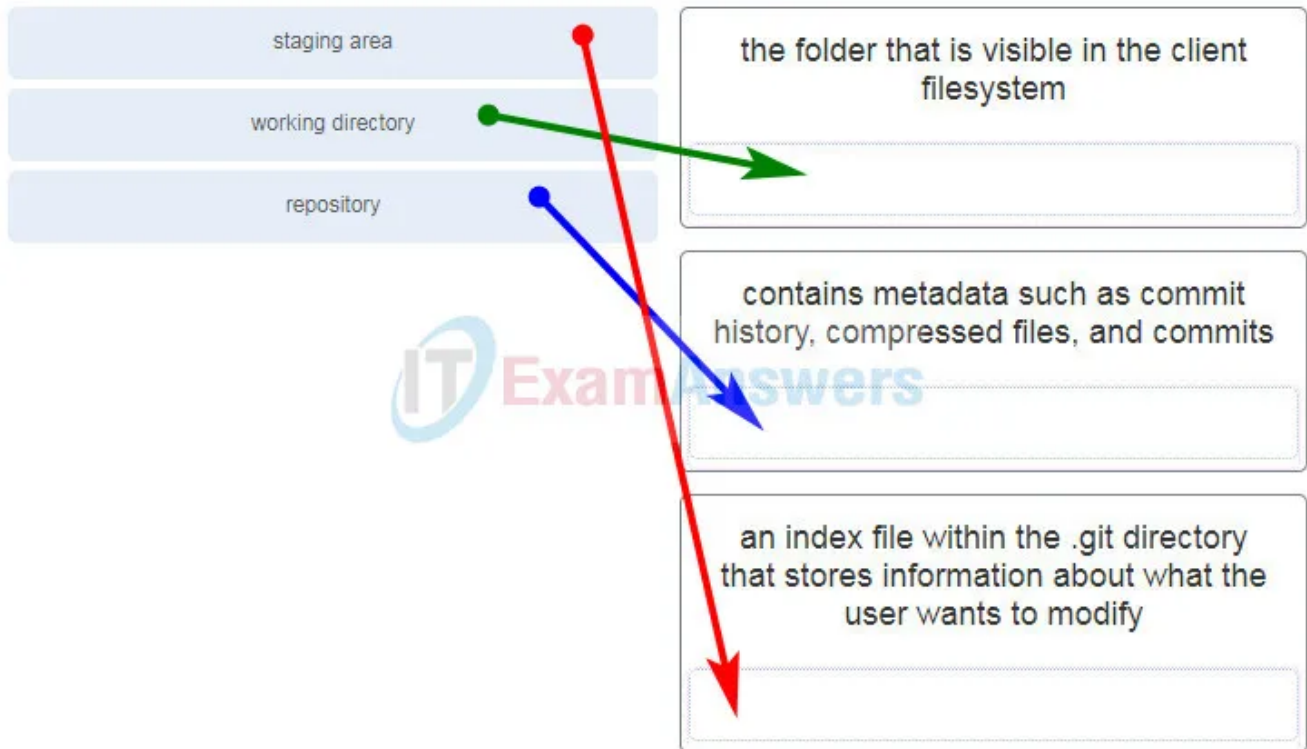 staging area
working directory
repository
the folder that is visible in the client
filesystem
contains metadata such as commit
history, compressed files, and commits
IT ExamAnswers
an index file within the .git directory
that stores information about what the
user wants to modify